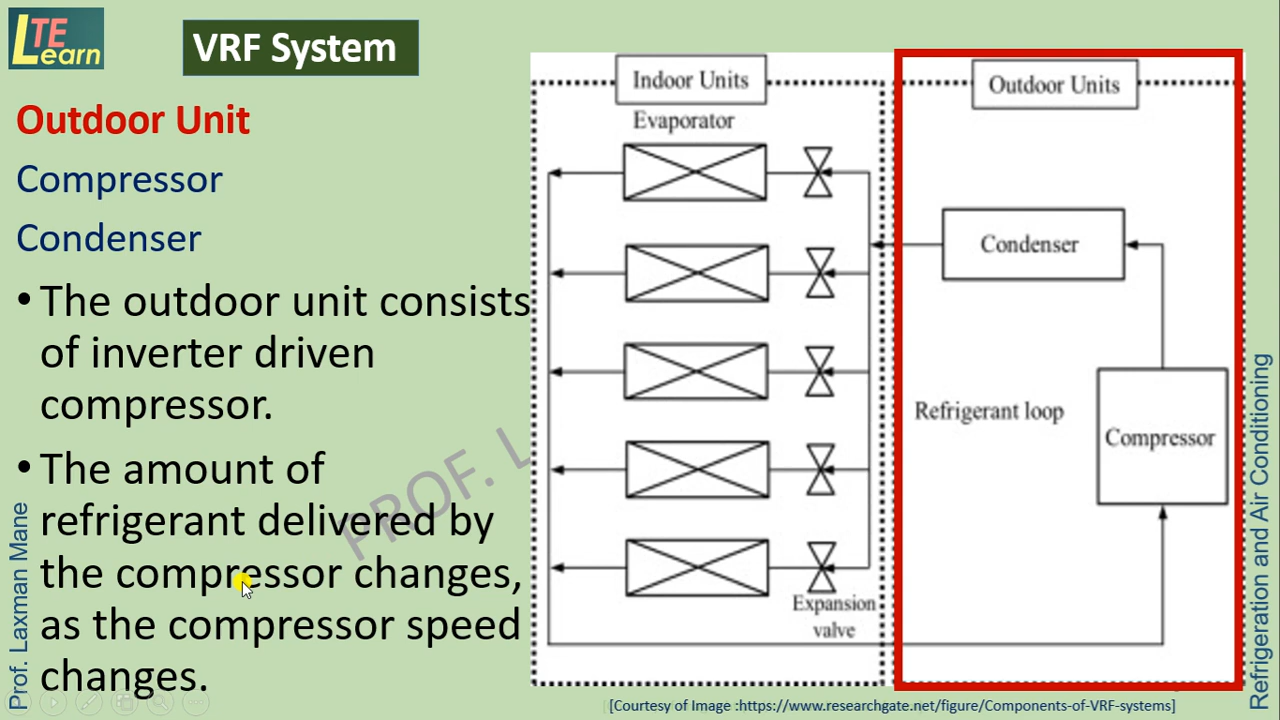 LTE Learn
VRF System
Outdoor Unit
Compressor
Condenser
• The outdoor unit consists
of inverter driven
compressor.
• The amount of
refrigerant delivered by
the compressor changes,
as the compressor speed
changes.
PROF. L
Prof. Laxman Mane
Indoor Units
Evaporator
Expansion
valve
Outdoor Units
Condenser
Refrigerant loop
Compressor
Refrigeration and Air Conditioning
[Courtesy of Image :https://www.researchgate.net/figure/Components-of-VRF-systems]